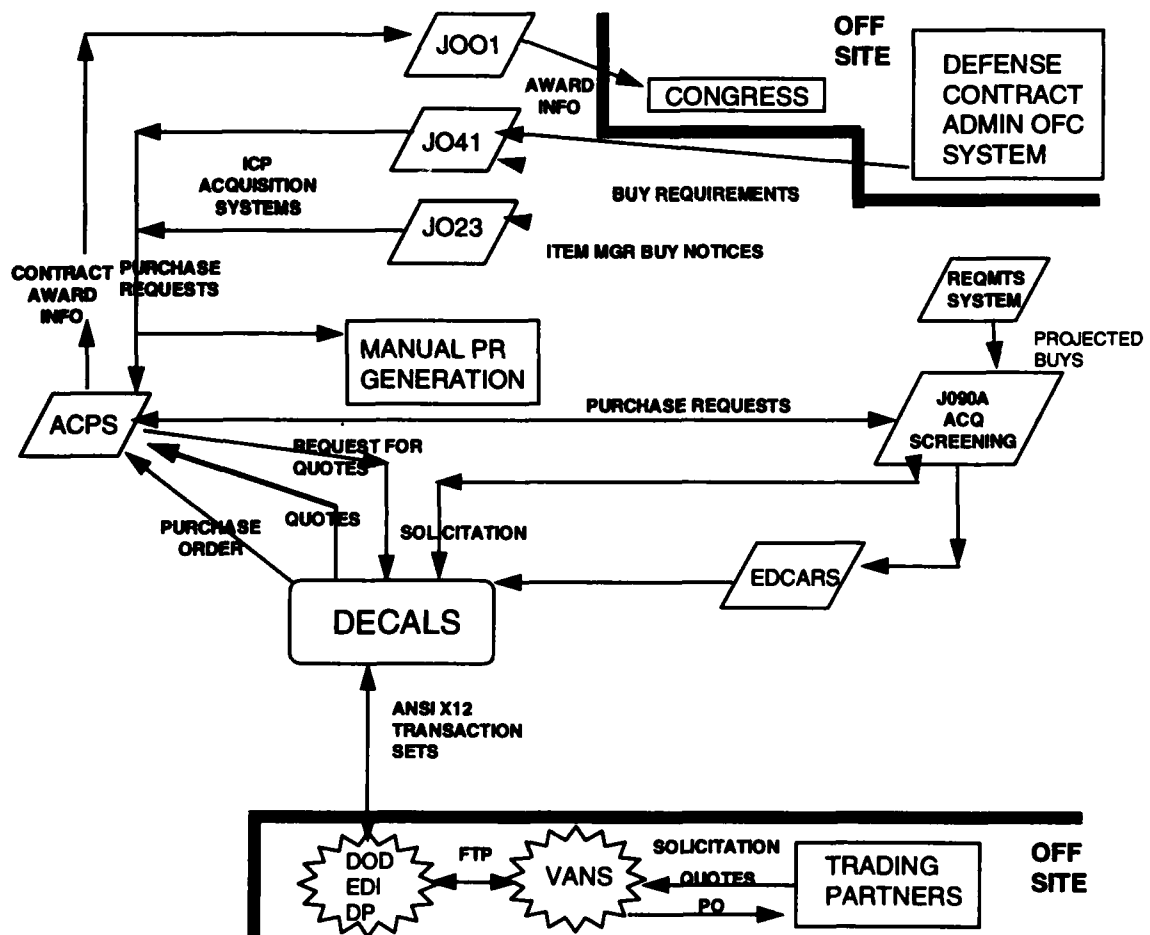 JOO1
OFF
SITE
DEFENSE
CONTRACT
ADMIN OFC
SYSTEM
AWARD
INFO
CONGRESS
JO41
ICP
ACQUISITION
SYSTEMS
BUY REQUIREMENTS
JO23
ITEM MGR BUY NOTICES
CONTRACT
AWARD
INFO
PURCHASE
REQUESTS
REQMTS
SYSTEM
PROJECTED
BUYS
MANUAL PR
GENERATION
ACPS
PURCHASE REQUESTS
J090A
ACQ
SCREENING
REQUEST FOR
QUOTES
QUOTES
PURCHASE
ORDER
SOLICITATION
EDCARS
DECALS
ANSI X12
TRANSACTION
SETS
DOD
EDI
DP
FTP
VANS
SOLICITATION
QUOTES
PO
TRADING
PARTNERS
OFF
SITE